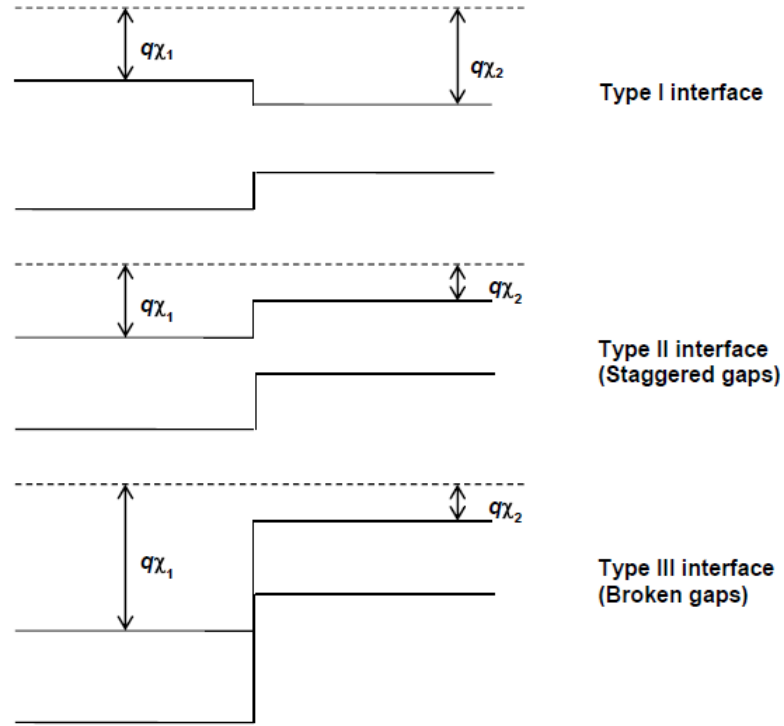 qχ₁
qχ₂
Type I interface
qχ₁
qχ₂
Type II interface
(Staggered gaps)
qχ₁
qχ₂
Type III interface
(Broken gaps)